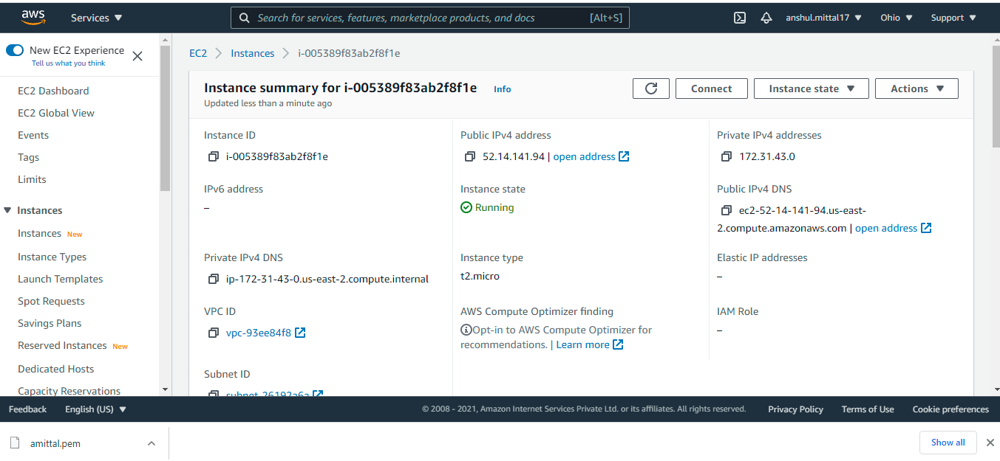 aws
Services
Search for services, features, marketplace products, and docs [Alt+S]
anshul.mittal17
Ohio
Support
New EC2 Experience
Tell us what you think
EC2 Dashboard
EC2 Global View
Events
Tags
Limits
Instances
Instances New
Instance Types
Launch Templates
Spot Requests
Savings Plans
Reserved Instances New
Dedicated Hosts
Capacity Reservations
EC2 > Instances > i-005389f83ab2f8f1e
Instance summary for i-005389f83ab2f8f1e Info
Updated less than a minute ago
Connect
Instance state
Actions
Instance ID
i-005389f83ab2f8f1e
Public IPv4 address
52.14.141.94 | open address
Private IPv4 addresses
172.31.43.0
IPv6 address
–
Instance state
Running
Public IPv4 DNS
ec2-52-14-141-94.us-east-
2.compute.amazonaws.com | open address
Private IPv4 DNS
ip-172-31-43-0.us-east-2.compute.internal
Instance type
t2.micro
Elastic IP addresses
–
VPC ID
vpc-93ee84f8
AWS Compute Optimizer finding
Opt-in to AWS Compute Optimizer for
recommendations. | Learn more
IAM Role
–
Subnet ID
subnet-26192a6a
Feedback
English (US)
© 2008 - 2021, Amazon Internet Services Private Ltd. or its affiliates. All rights reserved.
Privacy Policy
Terms of Use
Cookie preferences
amittal.pem
Show all